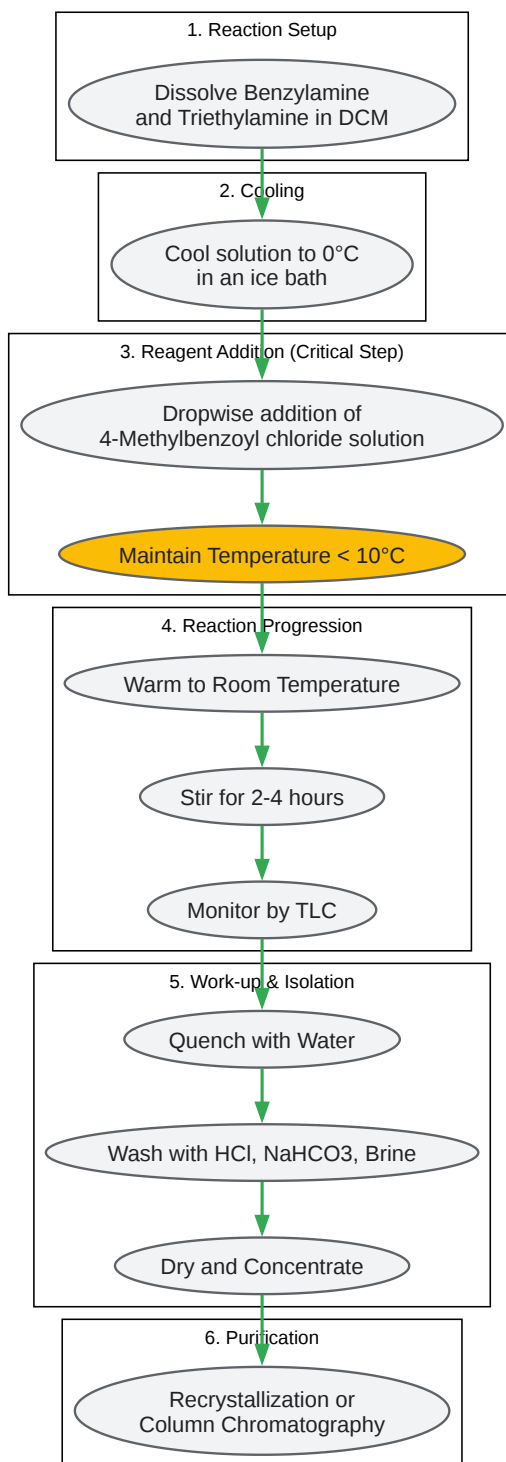 1. Reaction Setup
Dissolve Benzylamine
and Triethylamine in DCM
2. Cooling
Cool solution to 0°C
in an ice bath
3. Reagent Addition (Critical Step)
Dropwise addition of
4-Methylbenzoyl chloride solution
Maintain Temperature < 10°C
4. Reaction Progression
Warm to Room Temperature
Stir for 2-4 hours
Monitor by TLC
5. Work-up & Isolation
Quench with Water
Wash with HCl, NaHCO3, Brine
Dry and Concentrate
6. Purification
Recrystallization or
Column Chromatography